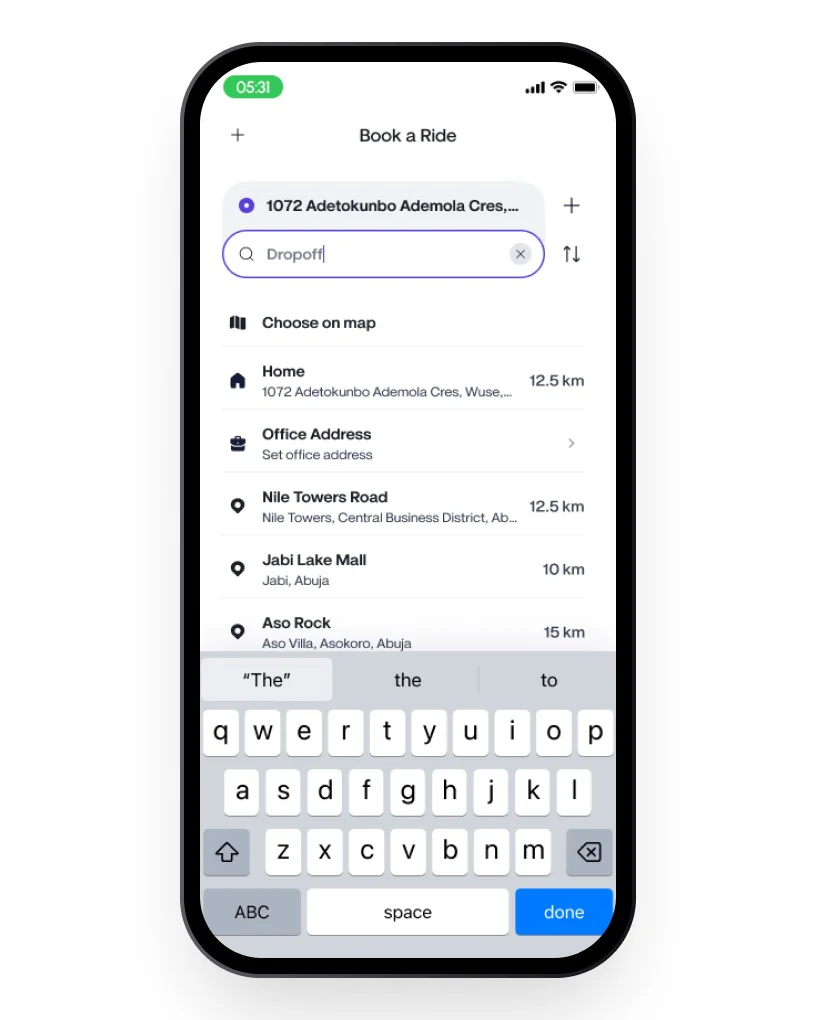 05:31
Book a Ride
1072 Adetokunbo Ademola Cres,...
Dropoff
Choose on map
Home
1072 Adetokunbo Ademola Cres, Wuse,...
12.5 km
Office Address
Set office address
Nile Towers Road
Nile Towers, Central Business District, Ab...
12.5 km
Jabi Lake Mall
Jabi, Abuja
10 km
Aso Rock
Aso Villa, Asokoro, Abuja
15 km
“The” the to
q w e r t y u i o p
a s d f g h j k l
z x c v b n m
ABC space done